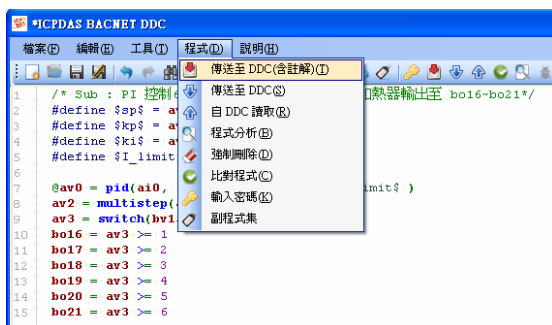 *ICPDAS BACNET DDC
檔案(F) 編輯(E) 工具(T) 程式(D) 說明(H)
傳送至 DDC(含註解)(T)
傳送至 DDC(S)
自 DDC 讀取(R)
程式分析(B)
強制刪除(D)
比對程式(C)
輸入密碼(K)
副程式集
1 /* Sub : PI 控制 熱器輸出至 bo16~bo21*/
2 #define $sp$ = a
3 #define $kp$ = a
4 #define $ki$ = a
5 #define $I_limit
6
7 @av0 = pid(ai0, imit$ )
8 av2 = multistep(
9 av3 = switch(bv1
10 bo16 = av3 >= 1
11 bo17 = av3 >= 2
12 bo18 = av3 >= 3
13 bo19 = av3 >= 4
14 bo20 = av3 >= 5
15 bo21 = av3 >= 6